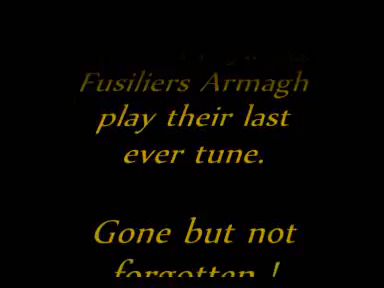 Fusiliers Armagh
play their last
ever tune.
Gone but not
forgotten !